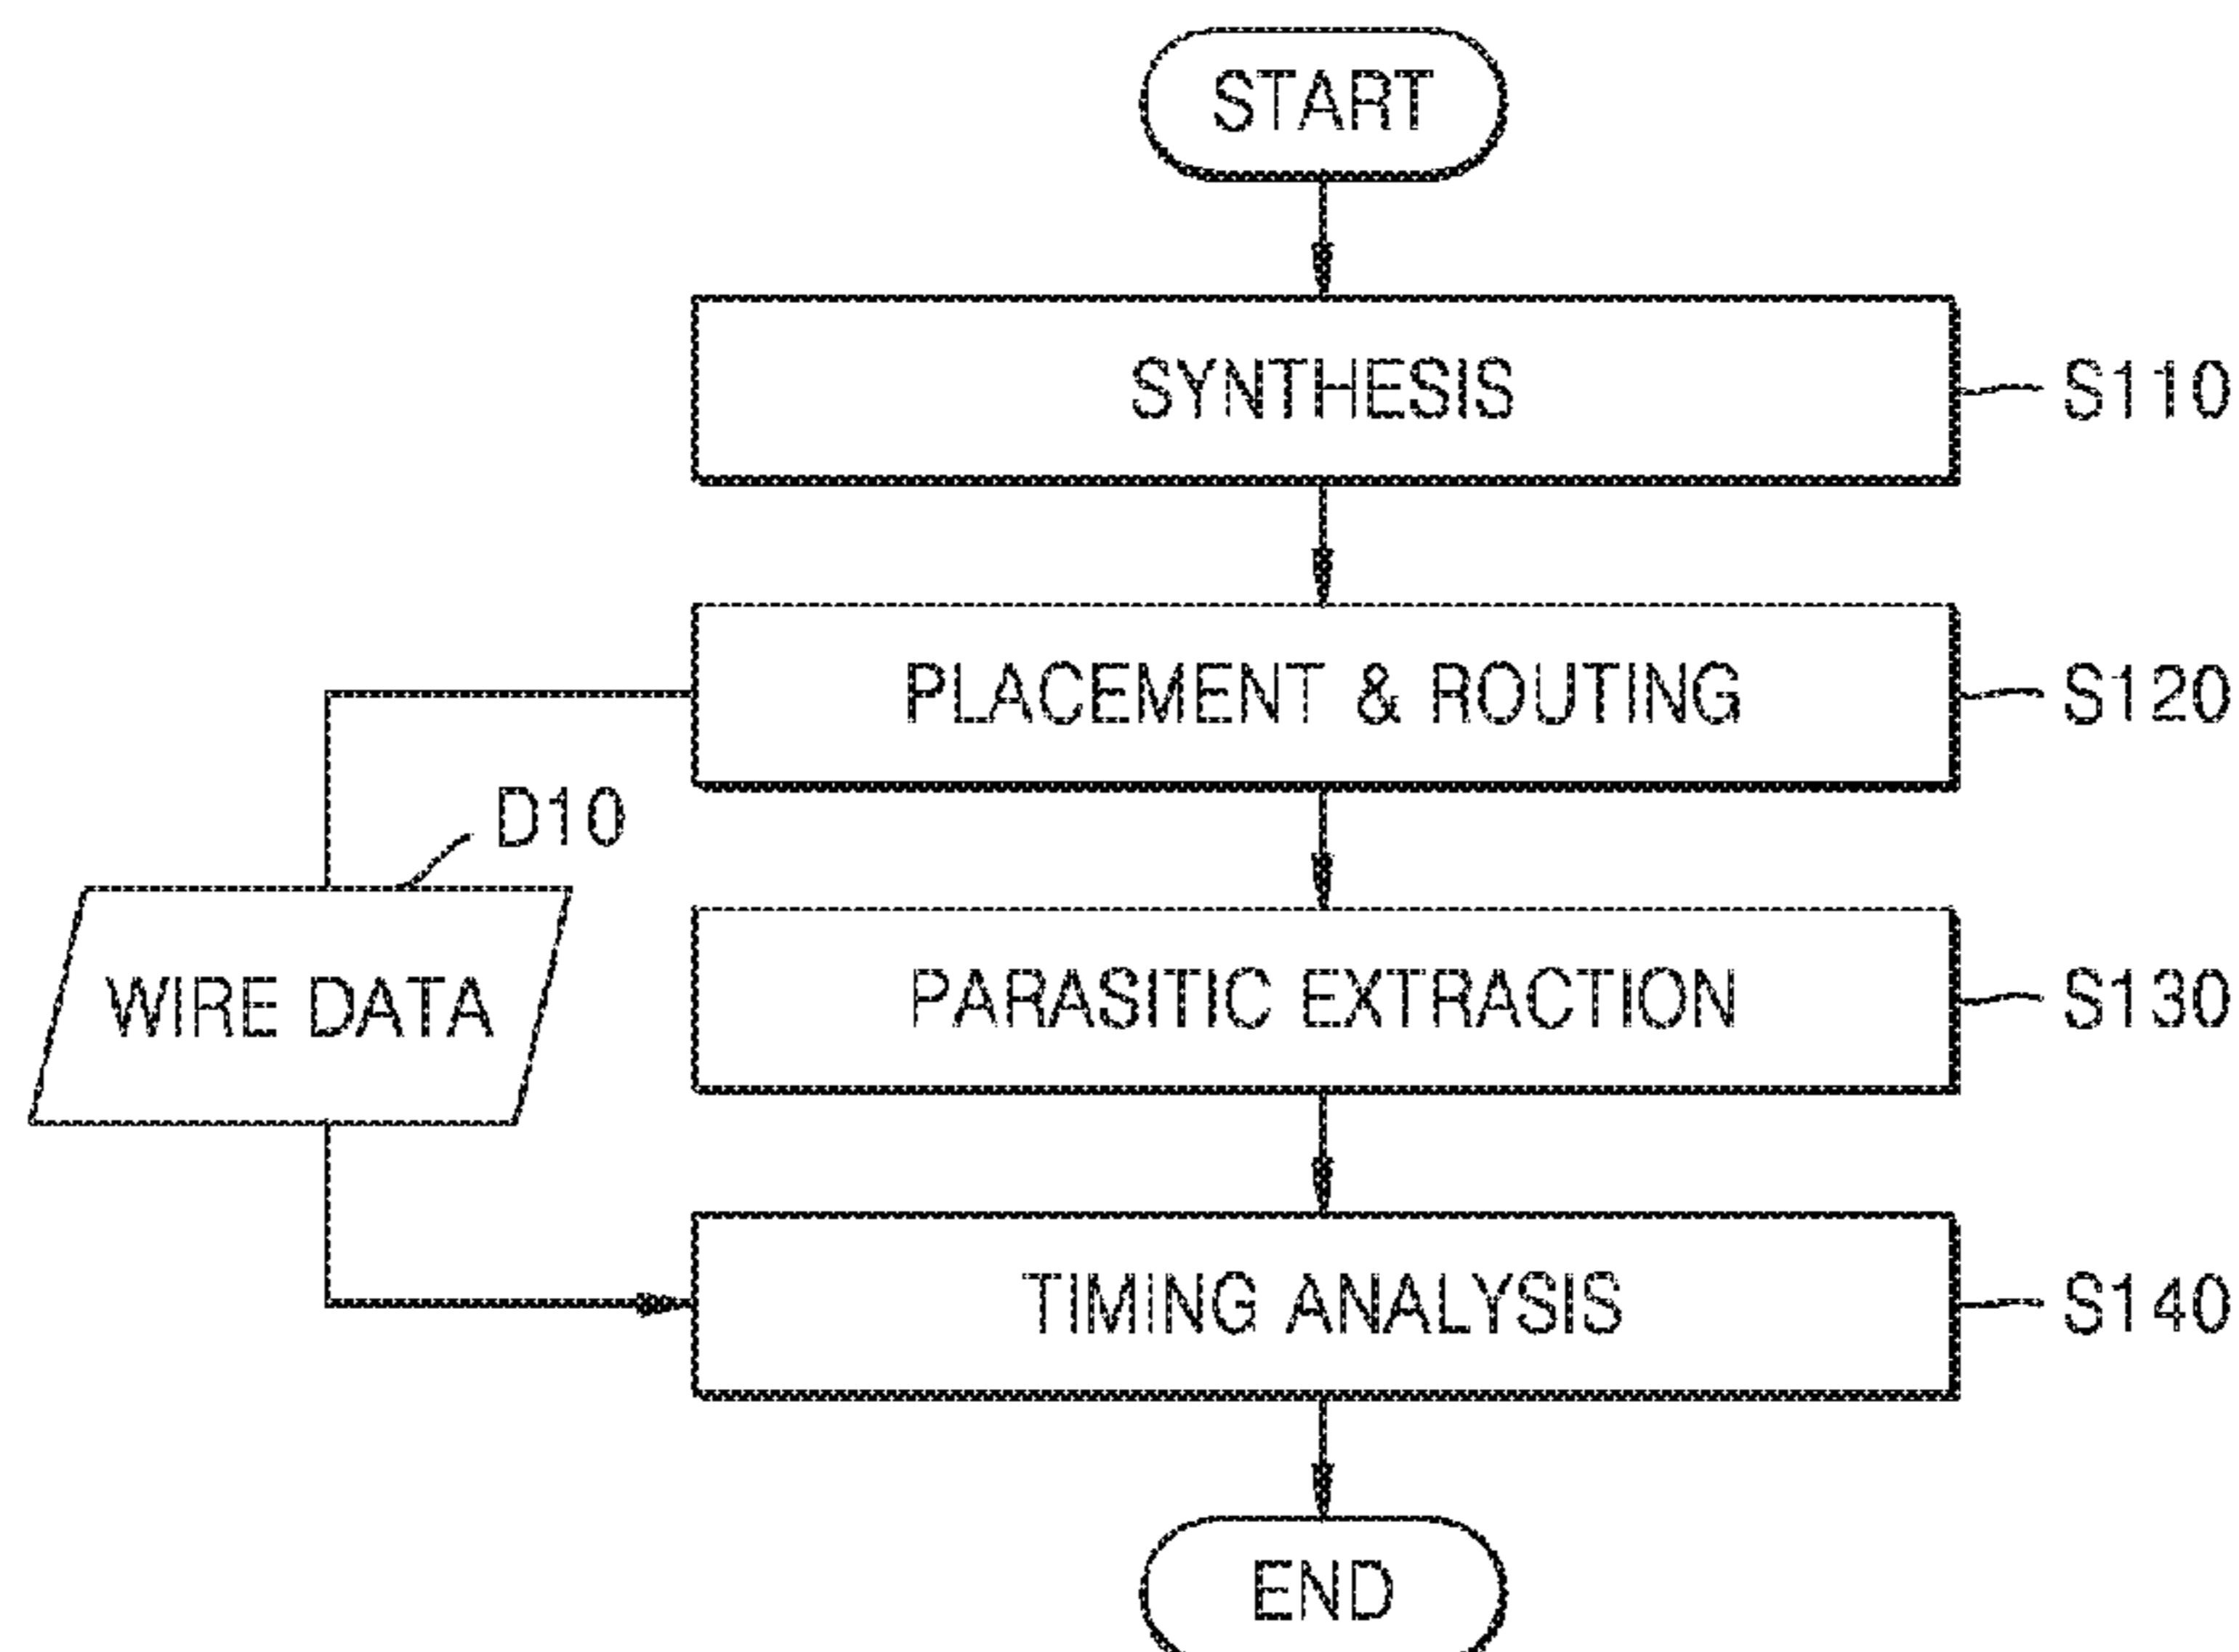 START
SYNTHESIS
S110
PLACEMENT & ROUTING
S120
D10
WIRE DATA
PARASITIC EXTRACTION
S130
TIMING ANALYSIS
S140
END